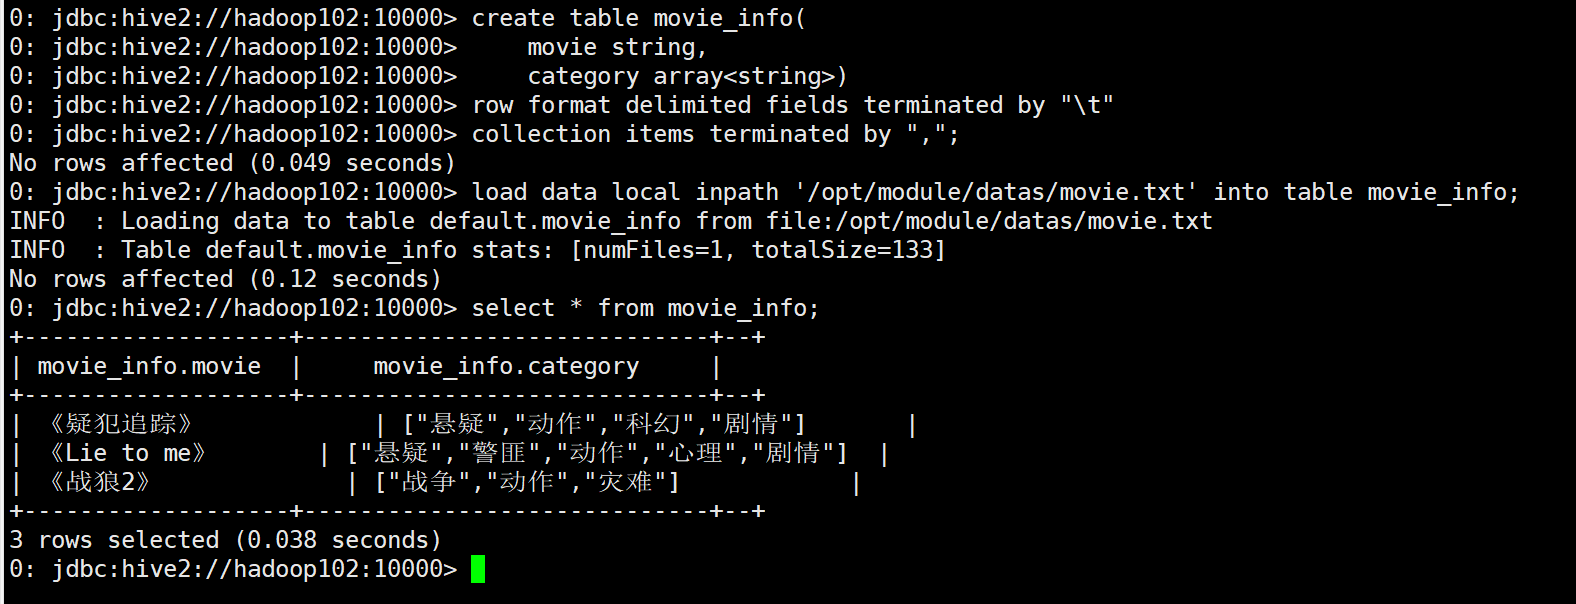 0: jdbc:hive2://hadoop102:10000> create table movie_info(
0: jdbc:hive2://hadoop102:10000>     movie string,
0: jdbc:hive2://hadoop102:10000>     category array<string>)
0: jdbc:hive2://hadoop102:10000> row format delimited fields terminated by "\t"
0: jdbc:hive2://hadoop102:10000> collection items terminated by ",";
No rows affected (0.049 seconds)
0: jdbc:hive2://hadoop102:10000> load data local inpath '/opt/module/datas/movie.txt' into table movie_info;
INFO  : Loading data to table default.movie_info from file:/opt/module/datas/movie.txt
INFO  : Table default.movie_info stats: [numFiles=1, totalSize=133]
No rows affected (0.12 seconds)
0: jdbc:hive2://hadoop102:10000> select * from movie_info;
+-------------------+-----------------------------+--+
| movie_info.movie  |     movie_info.category     |
+-------------------+-----------------------------+--+
| 《疑犯追踪》             | ["悬疑","动作","科幻","剧情"]       |
| 《Lie to me》       | ["悬疑","警匪","动作","心理","剧情"]  |
| 《战狼2》              | ["战争","动作","灾难"]            |
+-------------------+-----------------------------+--+
3 rows selected (0.038 seconds)
0: jdbc:hive2://hadoop102:10000>